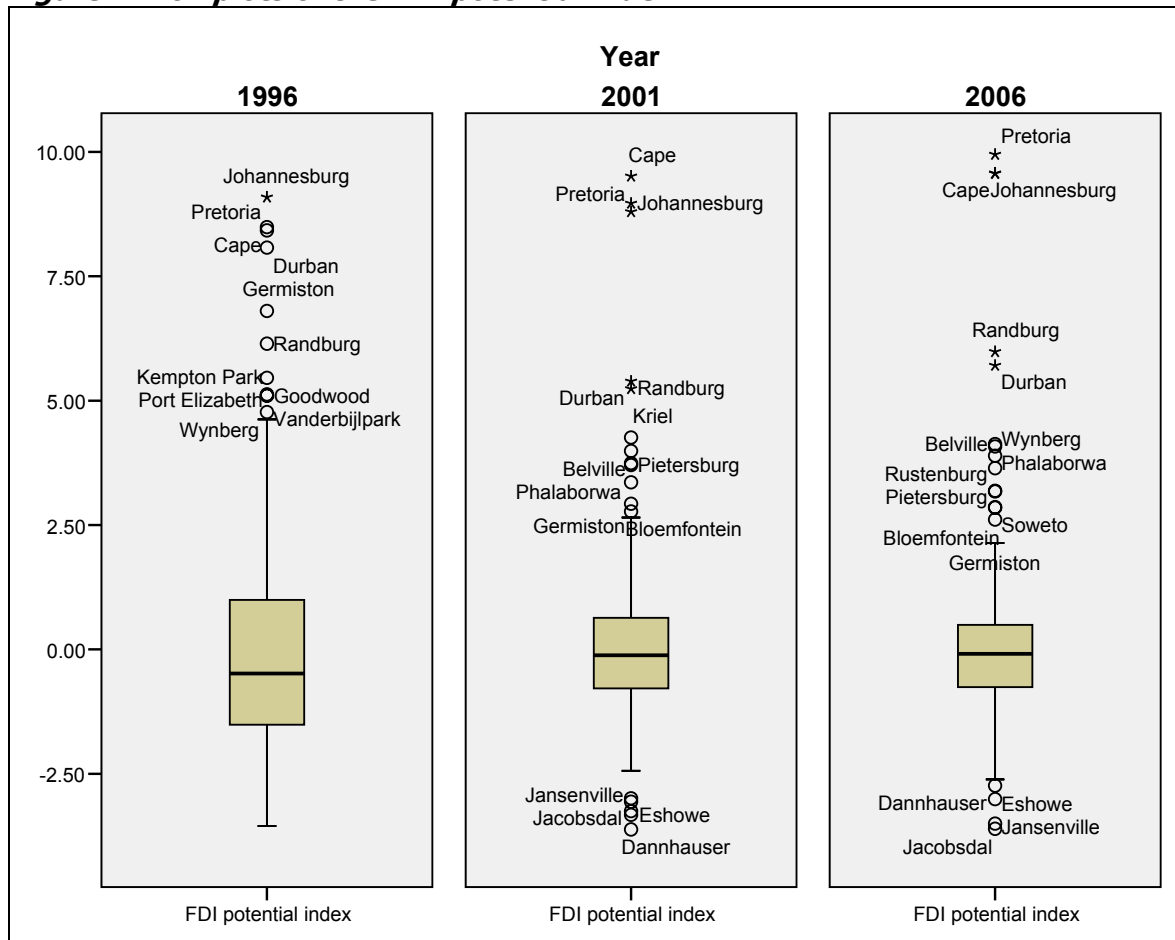 Year
1996
2001
2006
10.00
7.50
5.00
2.50
0.00
-2.50
Johannesburg
Pretoria
Cape
Durban
Germiston
Randburg
Kempton Park
Goodwood
Port Elizabeth
Vanderbijlpark
Wynberg
FDI potential index
Cape
Pretoria
Johannesburg
Randburg
Durban
Kriel
Belville
Pietersburg
Phalaborwa
Germiston
Bloemfontein
Jansenville
Jacobsdal
Eshowe
Dannhauser
FDI potential index
Pretoria
Cape
Johannesburg
Randburg
Durban
Belville
Wynberg
Phalaborwa
Rustenburg
Pietersburg
Soweto
Bloemfontein
Germiston
Dannhauser
Eshowe
Jansenville
Jacobsdal
FDI potential index